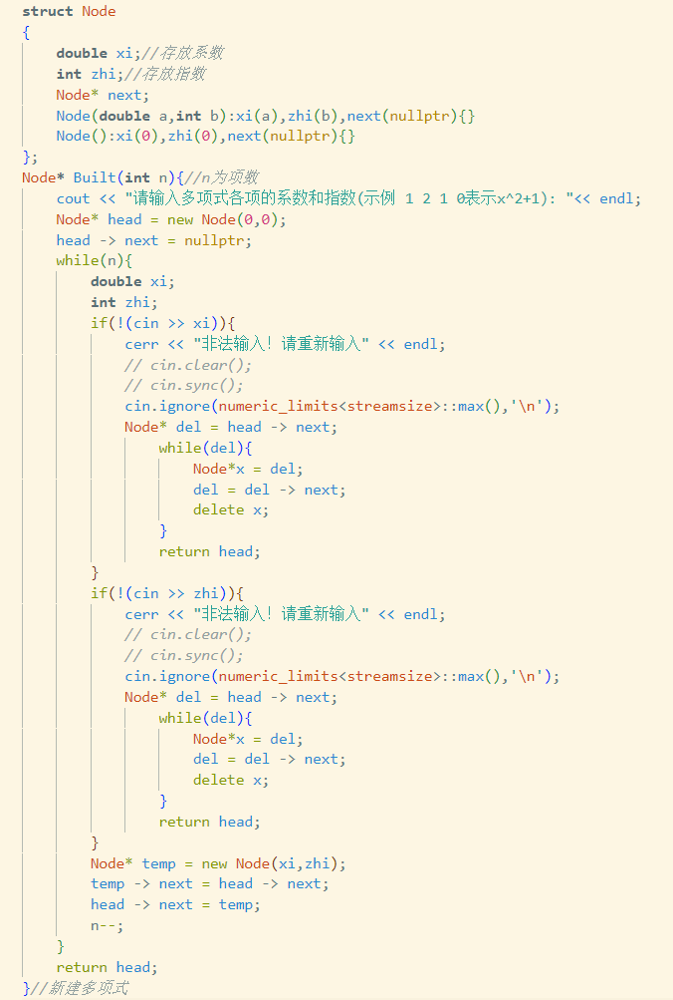 struct Node
{
    double xi;//存放系数
    int zhi;//存放指数
    Node* next;
    Node(double a,int b):xi(a),zhi(b),next(nullptr){}
    Node():xi(0),zhi(0),next(nullptr){}
};
Node* Built(int n){//n为项数
    cout << "请输入多项式各项的系数和指数(示例 1 2 1 0表示x^2+1): "<< endl;
    Node* head = new Node(0,0);
    head -> next = nullptr;
    while(n){
        double xi;
        int zhi;
        if(!(cin >> xi)){
            cerr << "非法输入! 请重新输入" << endl;
            // cin.clear();
            // cin.sync();
            cin.ignore(numeric_limits<streamsize>::max(),'\n');
            Node* del = head -> next;
                while(del){
                    Node*x = del;
                    del = del -> next;
                    delete x;
                }
                return head;
        }
        if(!(cin >> zhi)){
            cerr << "非法输入! 请重新输入" << endl;
            // cin.clear();
            // cin.sync();
            cin.ignore(numeric_limits<streamsize>::max(),'\n');
            Node* del = head -> next;
                while(del){
                    Node*x = del;
                    del = del -> next;
                    delete x;
                }
                return head;
        }
        Node* temp = new Node(xi,zhi);
        temp -> next = head -> next;
        head -> next = temp;
        n--;
    }
    return head;
}//新建多项式